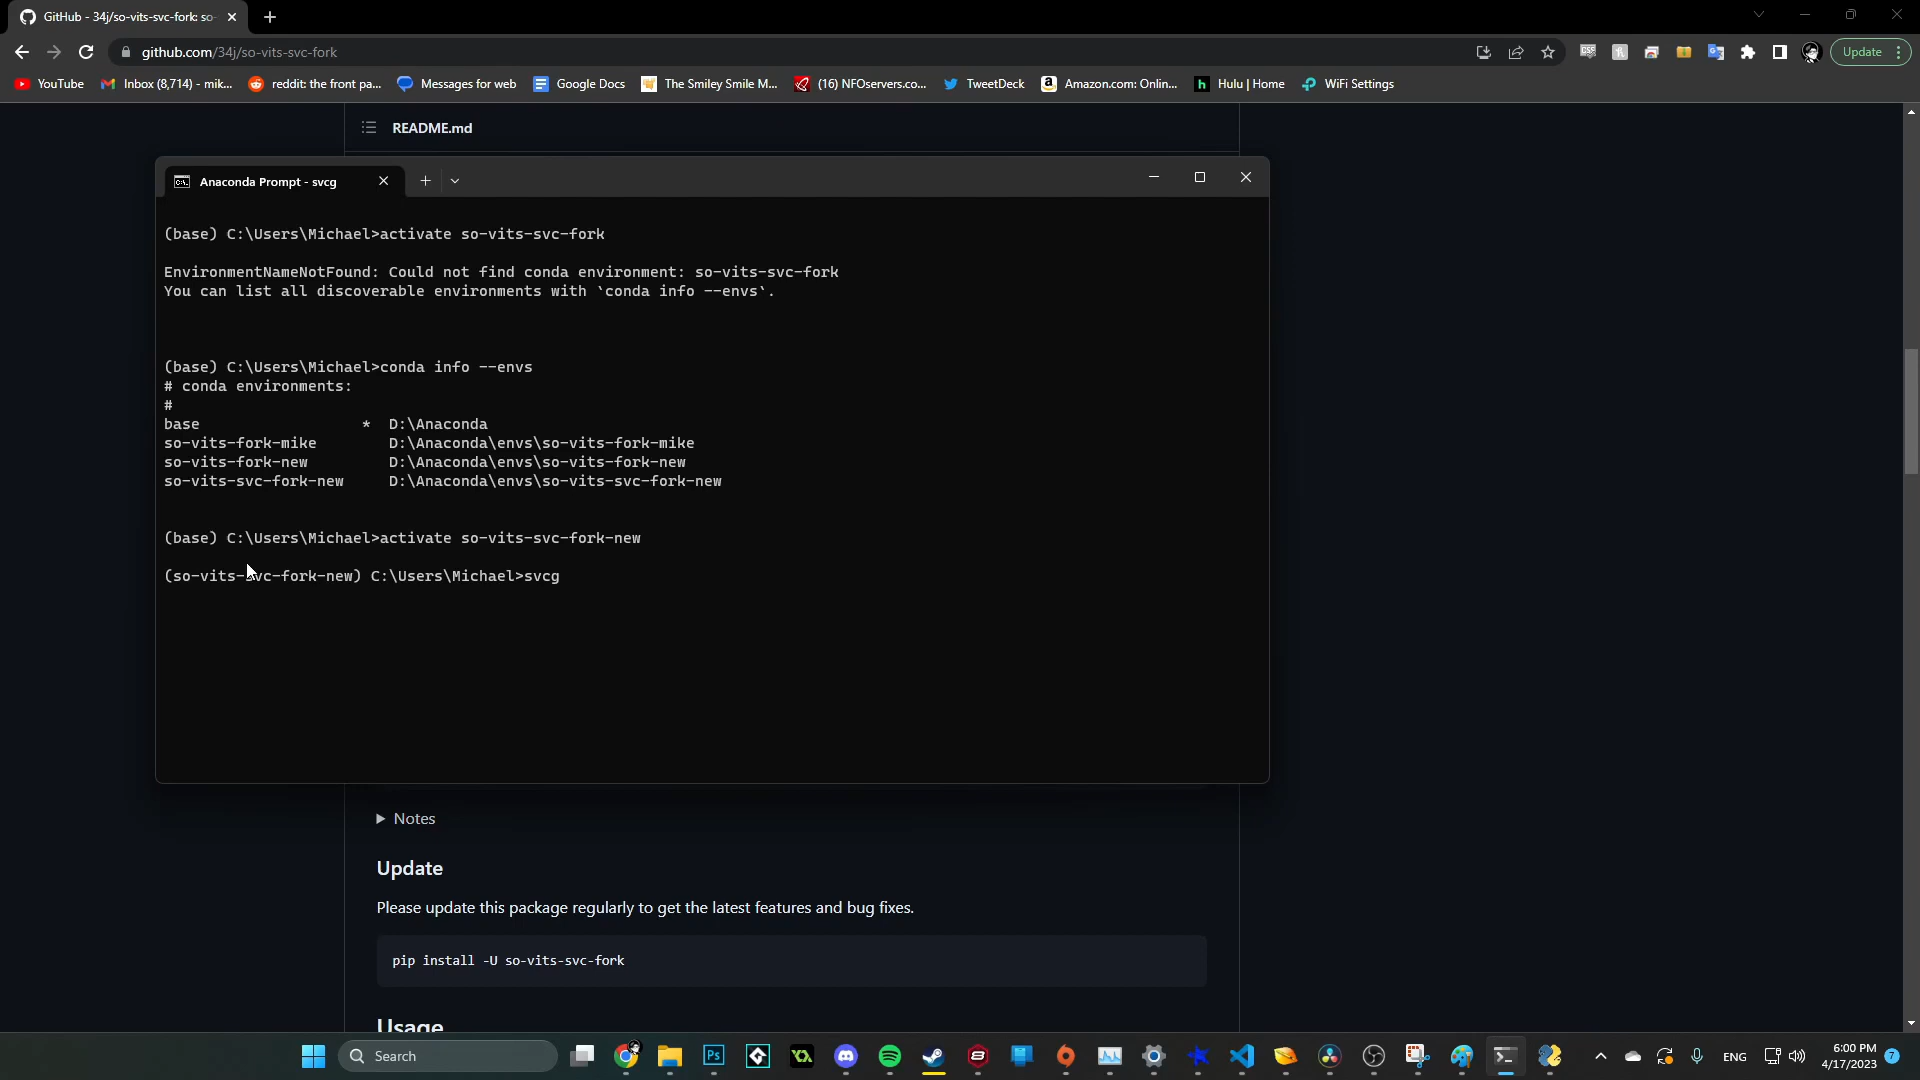 GitHub - 34j/so-vits-svc-fork: so-
github.com/34j/so-vits-svc-fork
Update
YouTube
Inbox (8,714) - mik...
reddit: the front pa...
Messages for web
Google Docs
The Smiley Smile M...
(16) NFOservers.co...
TweetDeck
Amazon.com: Onlin...
Hulu | Home
WiFi Settings
README.md
Anaconda Prompt - svcg
(base) C:\Users\Michael>activate so-vits-svc-fork
EnvironmentNameNotFound: Could not find conda environment: so-vits-svc-fork
You can list all discoverable environments with `conda info --envs`.
(base) C:\Users\Michael>conda info --envs
# conda environments:
#
base * D:\Anaconda
so-vits-fork-mike D:\Anaconda\envs\so-vits-fork-mike
so-vits-fork-new D:\Anaconda\envs\so-vits-fork-new
so-vits-svc-fork-new D:\Anaconda\envs\so-vits-svc-fork-new
(base) C:\Users\Michael>activate so-vits-svc-fork-new
(so-vits-svc-fork-new) C:\Users\Michael>svcg
Notes
Update
Please update this package regularly to get the latest features and bug fixes.
pip install -U so-vits-svc-fork
Usage
Search
ENG
6:00 PM
4/17/2023
7